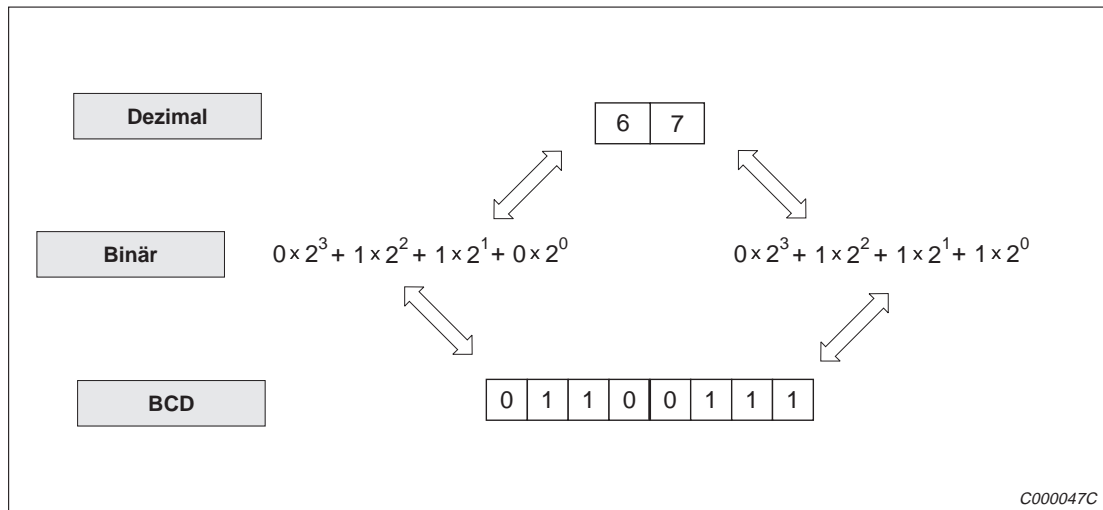 Dezimal 6 7
Binär 0 × 2³ + 1 × 2² + 1 × 2¹ + 0 × 2⁰ 0 × 2³ + 1 × 2² + 1 × 2¹ + 1 × 2⁰
BCD 0 1 1 0 0 1 1 1
C000047C